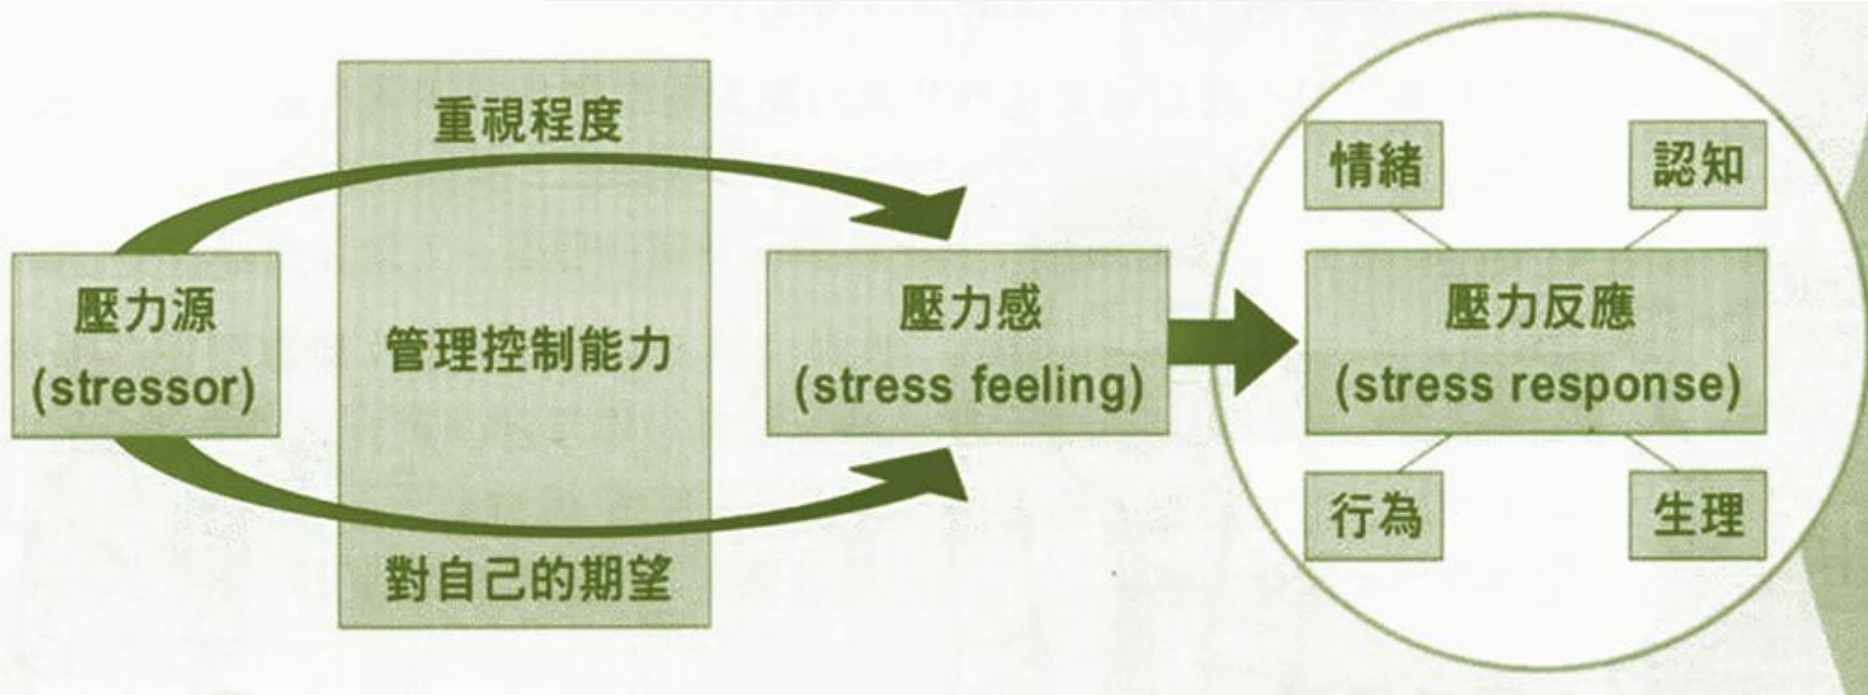 壓力源
(stressor)
重視程度
管理控制能力
對自己的期望
壓力感
(stress feeling)
情緒
認知
壓力反應
(stress response)
行為
生理